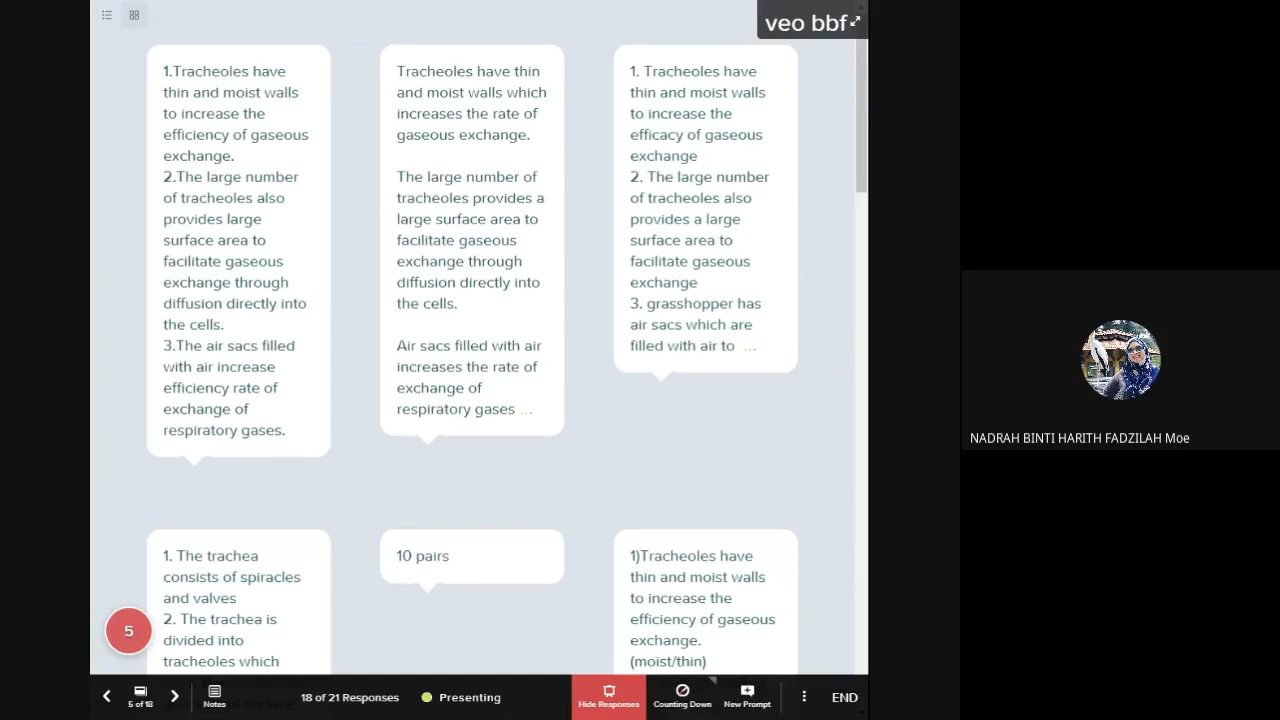 veo bbf
1.Tracheoles have
thin and moist walls
to increase the
efficiency of gaseous
exchange.
2.The large number
of tracheoles also
provides large
surface area to
facilitate gaseous
exchange through
diffusion directly into
the cells.
3.The air sacs filled
with air increase
efficiency rate of
exchange of
respiratory gases.
Tracheoles have thin
and moist walls which
increases the rate of
gaseous exchange.
The large number of
tracheoles provides a
large surface area to
facilitate gaseous
exchange through
diffusion directly into
the cells.
Air sacs filled with air
increases the rate of
exchange of
respiratory gases ...
1. Tracheoles have
thin and moist walls
to increase the
efficacy of gaseous
exchange
2. The large number
of tracheoles also
provides a large
surface area to
facilitate gaseous
exchange
3. grasshopper has
air sacs which are
filled with air to ...
1. The trachea
consists of spiracles
and valves
2. The trachea is
divided into
tracheoles which
10 pairs
1)Tracheoles have
thin and moist walls
to increase the
efficiency of gaseous
exchange.
(moist/thin)
5
5 of 18
Notes
18 of 21 Responses
Presenting
Hide Responses
Counting Down
New Prompt
END
NADRAH BINTI HARITH FADZILAH Moe